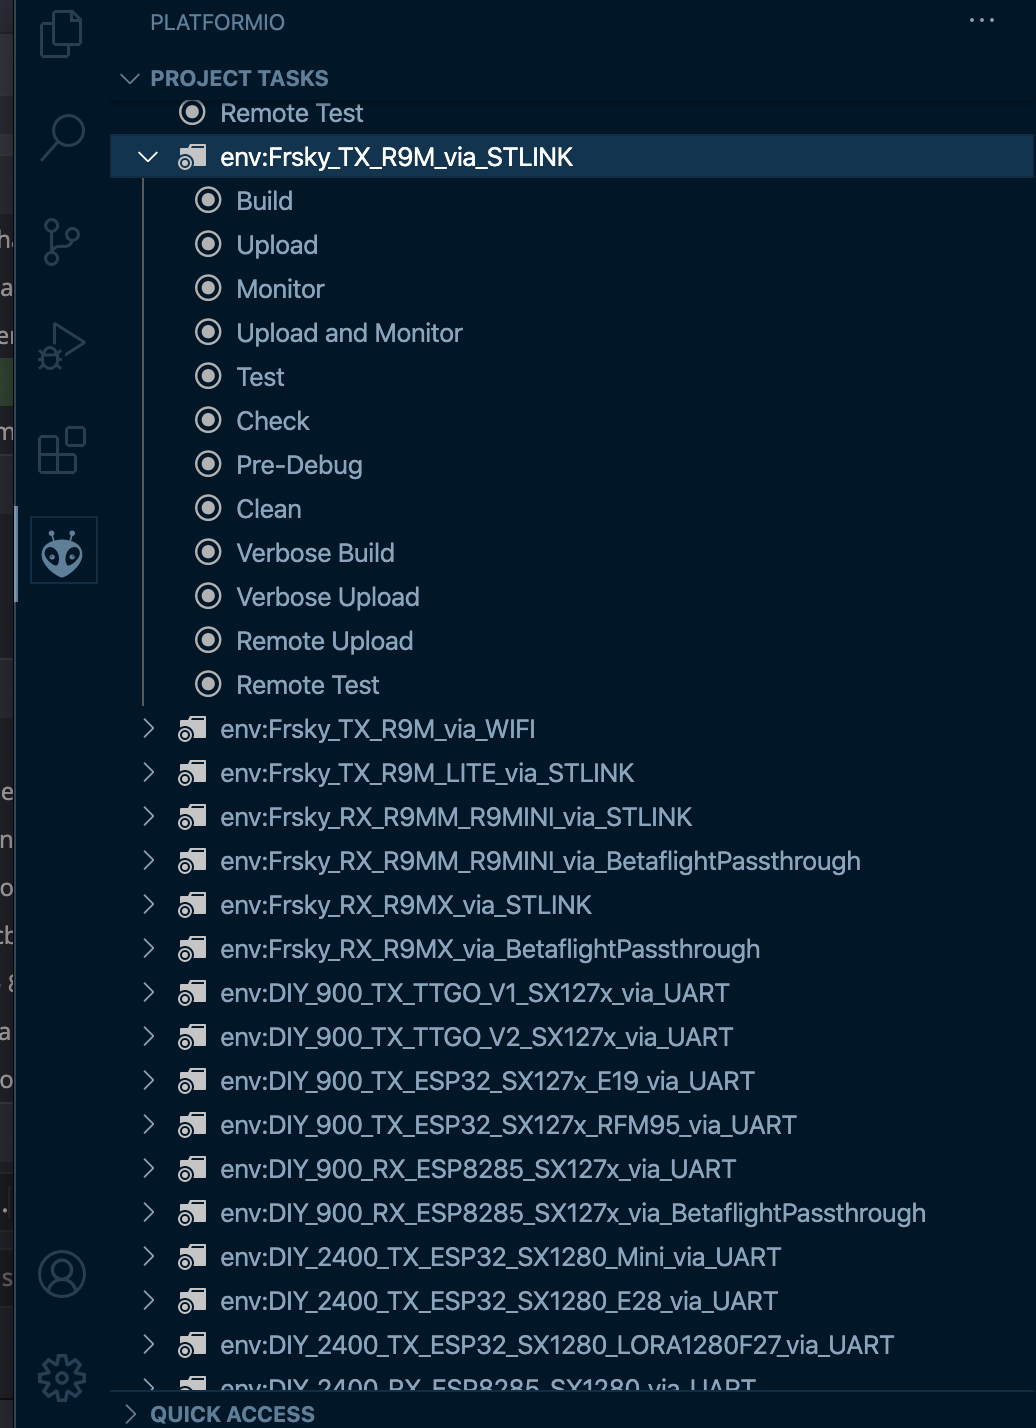 PLATFORMIO
PROJECT TASKS
Remote Test
env:Frsky_TX_R9M_via_STLINK
Build
Upload
Monitor
Upload and Monitor
Test
Check
Pre-Debug
Clean
Verbose Build
Verbose Upload
Remote Upload
Remote Test
env:Frsky_TX_R9M_via_WIFI
env:Frsky_TX_R9M_LITE_via_STLINK
env:Frsky_RX_R9MM_R9MINI_via_STLINK
env:Frsky_RX_R9MM_R9MINI_via_BetaflightPassthrough
env:Frsky_RX_R9MX_via_STLINK
env:Frsky_RX_R9MX_via_BetaflightPassthrough
env:DIY_900_TX_TTGO_V1_SX127x_via_UART
env:DIY_900_TX_TTGO_V2_SX127x_via_UART
env:DIY_900_TX_ESP32_SX127x_E19_via_UART
env:DIY_900_TX_ESP32_SX127x_RFM95_via_UART
env:DIY_900_RX_ESP8285_SX127x_via_UART
env:DIY_900_RX_ESP8285_SX127x_via_BetaflightPassthrough
env:DIY_2400_TX_ESP32_SX1280_Mini_via_UART
env:DIY_2400_TX_ESP32_SX1280_E28_via_UART
env:DIY_2400_TX_ESP32_SX1280_LORA1280F27_via_UART
env:DIY_2400_RX_ESP8285_SX1280_via_UART
QUICK ACCESS